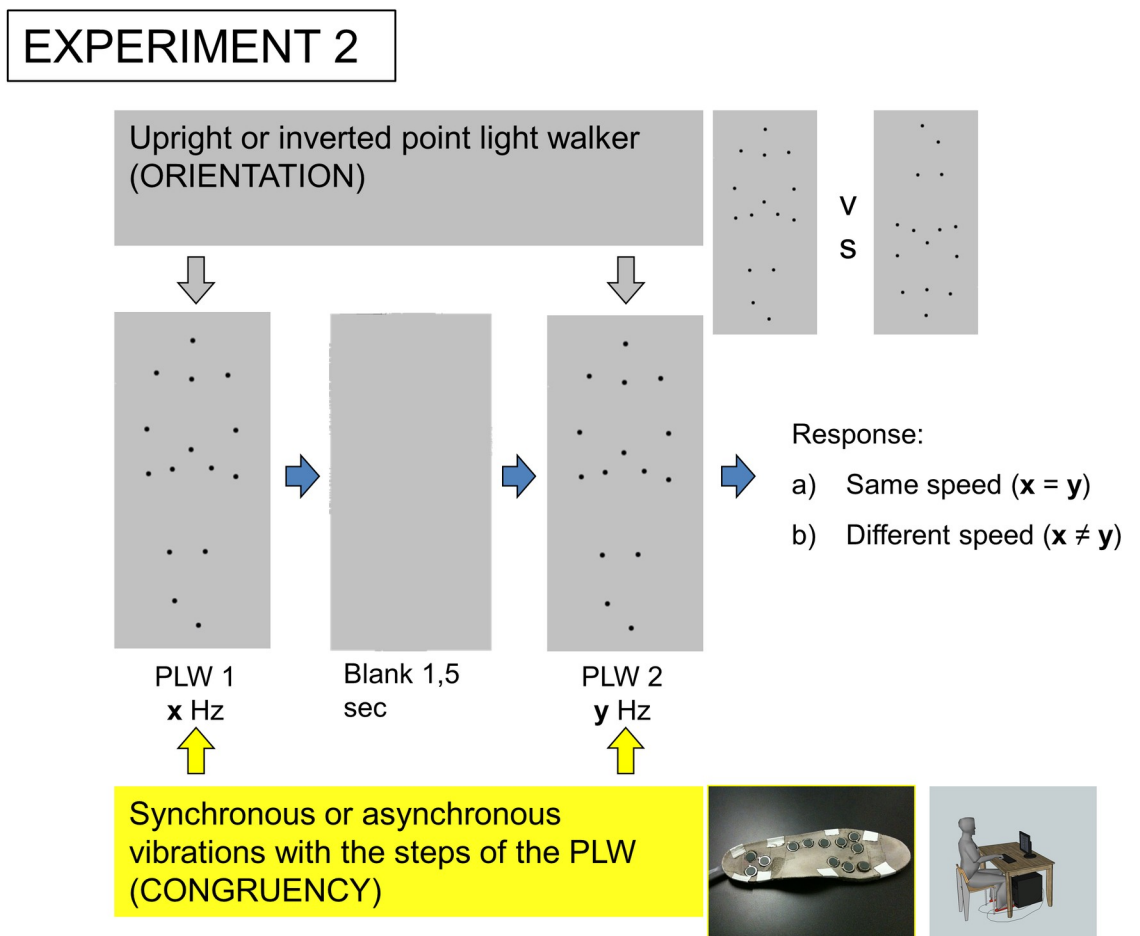 EXPERIMENT 2
Upright or inverted point light walker
(ORIENTATION)
V
S
Response:
a) Same speed (x = y)
b) Different speed (x ≠ y)
PLW 1
x Hz
Blank 1,5
sec
PLW 2
y Hz
Synchronous or asynchronous
vibrations with the steps of the PLW
(CONGRUENCY)